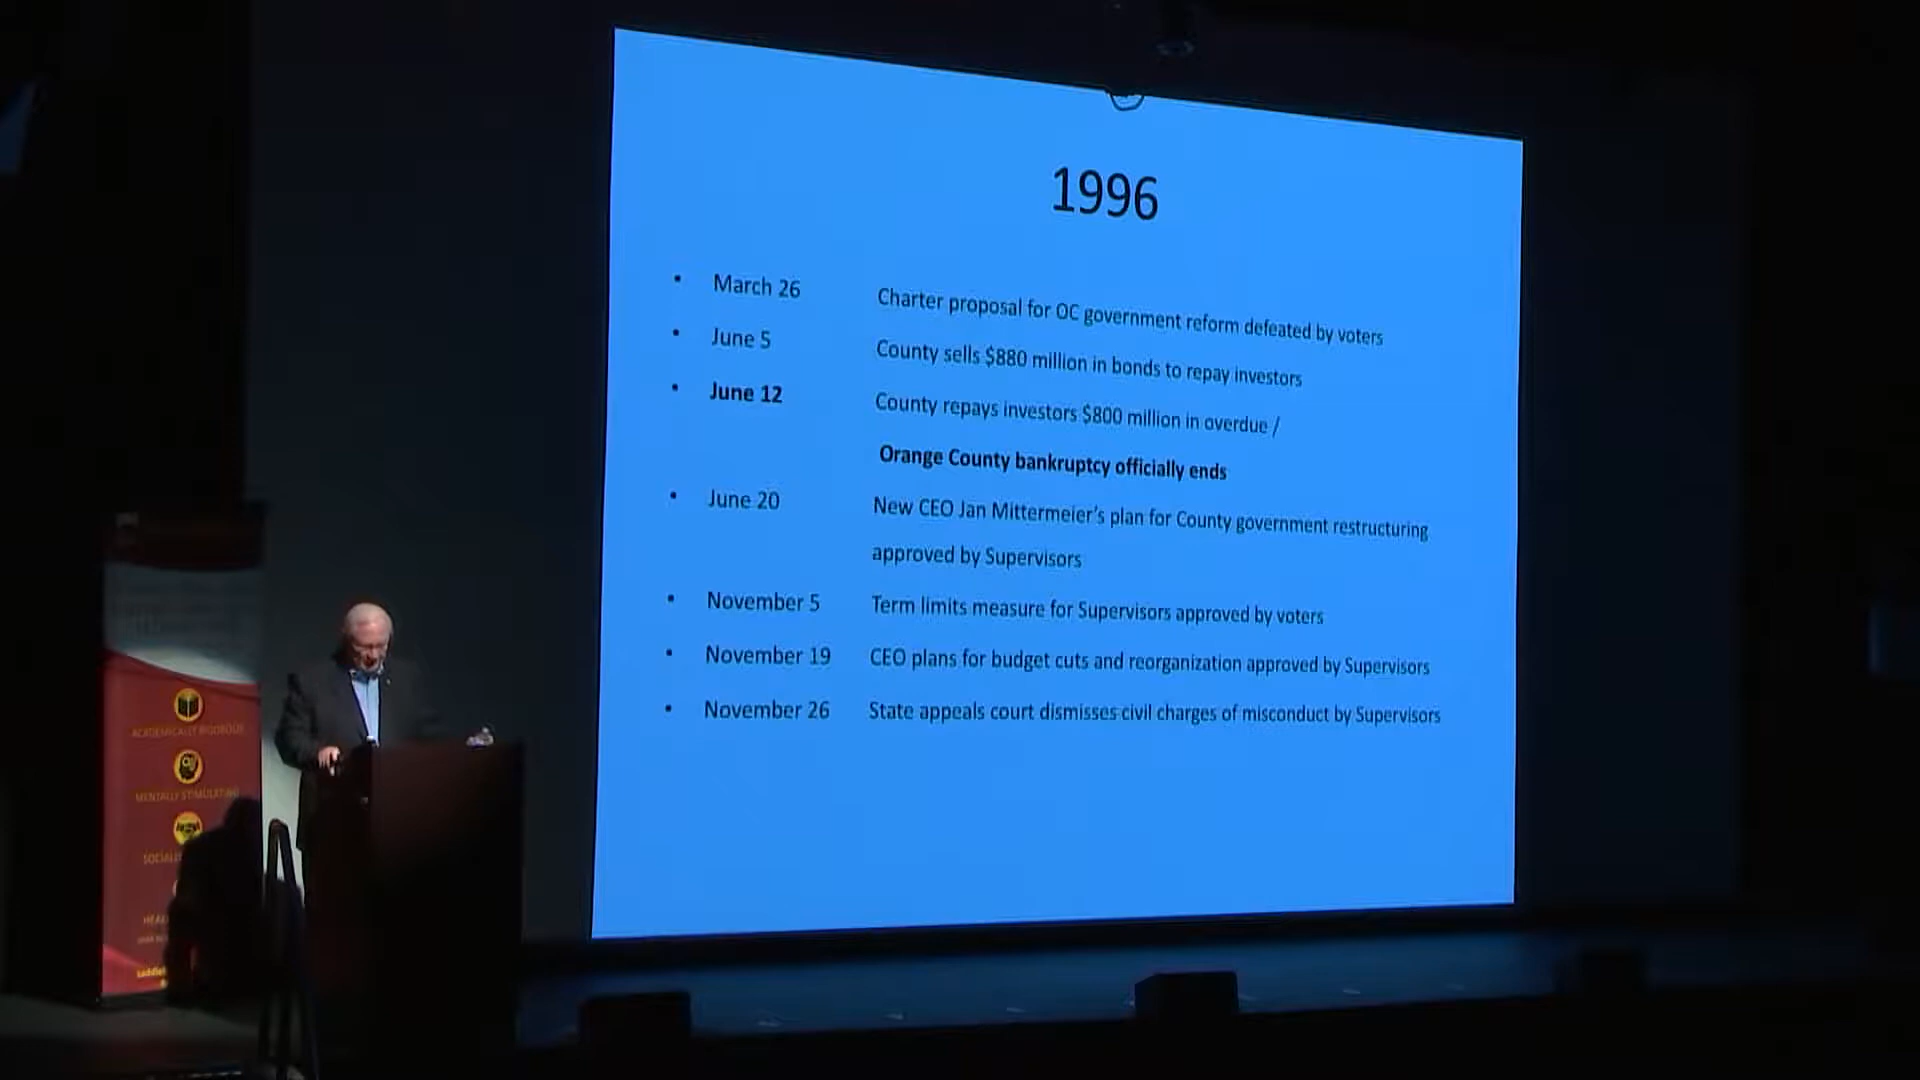 1996
• March 26 Charter proposal for OC government reform defeated by voters
• June 5 County sells $880 million in bonds to repay investors
• June 12 County repays investors $800 million in overdue /
Orange County bankruptcy officially ends
• June 20 New CEO Jan Mittermeier's plan for County government restructuring
approved by Supervisors
• November 5 Term limits measure for Supervisors approved by voters
• November 19 CEO plans for budget cuts and reorganization approved by Supervisors
• November 26 State appeals court dismisses civil charges of misconduct by Supervisors
ACADEMICALLY RIGOROUS
MENTALLY STIMULATING